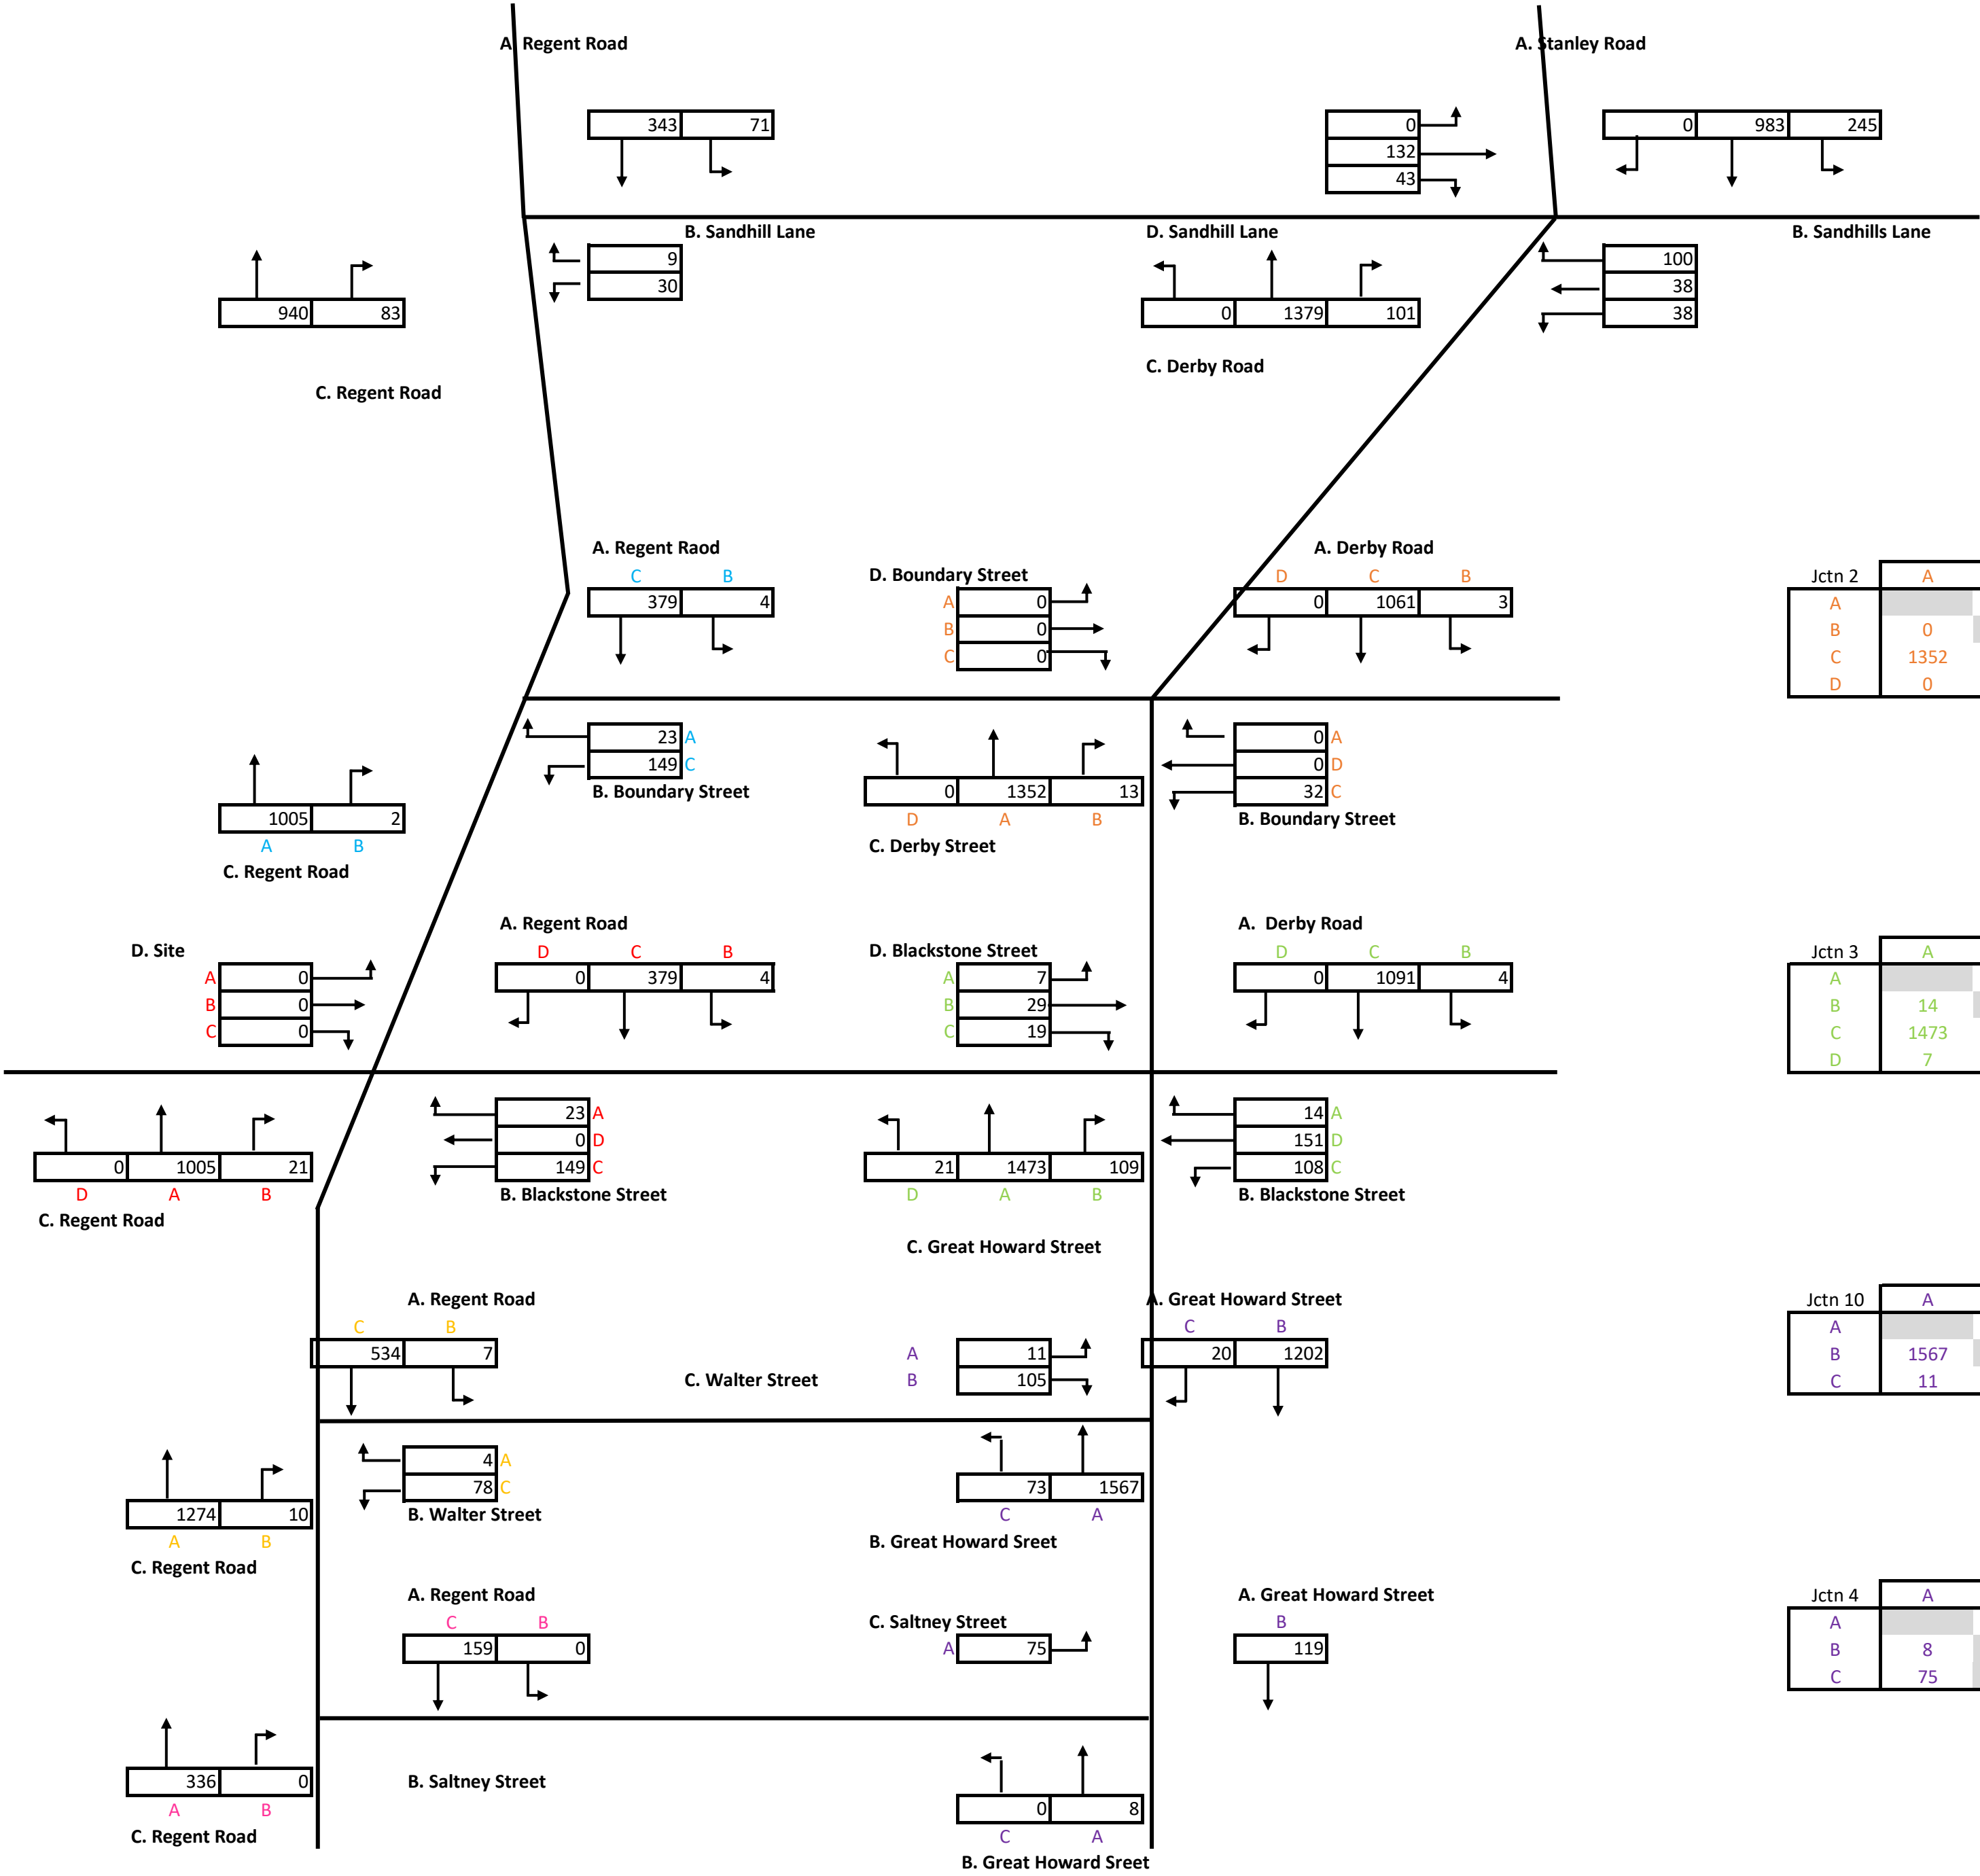 A. Regent Road
A. Stanley Road
343 71
0
132
43
0 983 245
B. Sandhill Lane
D. Sandhill Lane
B. Sandhills Lane
9
30
100
38
38
940 83
0 1379 101
C. Derby Road
C. Regent Road
A. Regent Raod
C B
379 4
D. Boundary Street
A 0
B 0
C 0
A. Derby Road
D C B
0 1061 3
Jctn 2 A
A
B 0
C 1352
D 0
23 A
149 C
B. Boundary Street
0 1352 13
D A B
C. Derby Street
0 A
0 D
32 C
B. Boundary Street
1005 2
A B
C. Regent Road
D. Site
A 0
B 0
C 0
A. Regent Road
D C B
0 379 4
D. Blackstone Street
A 7
B 29
C 19
A. Derby Road
D C B
0 1091 4
Jctn 3 A
A
B 14
C 1473
D 7
0 1005 21
D A B
C. Regent Road
23 A
0 D
149 C
B. Blackstone Street
21 1473 109
D A B
C. Great Howard Street
14 A
151 D
108 C
B. Blackstone Street
A. Regent Road
C B
534 7
C. Walter Street
A 11
B 105
A. Great Howard Street
C B
20 1202
Jctn 10 A
A
B 1567
C 11
4 A
78 C
B. Walter Street
73 1567
C A
B. Great Howard Sreet
1274 10
A B
C. Regent Road
A. Regent Road
C B
159 0
C. Saltney Street
A 75
A. Great Howard Street
B
119
Jctn 4 A
A
B 8
C 75
336 0
A B
C. Regent Road
B. Saltney Street
0 8
C A
B. Great Howard Sreet